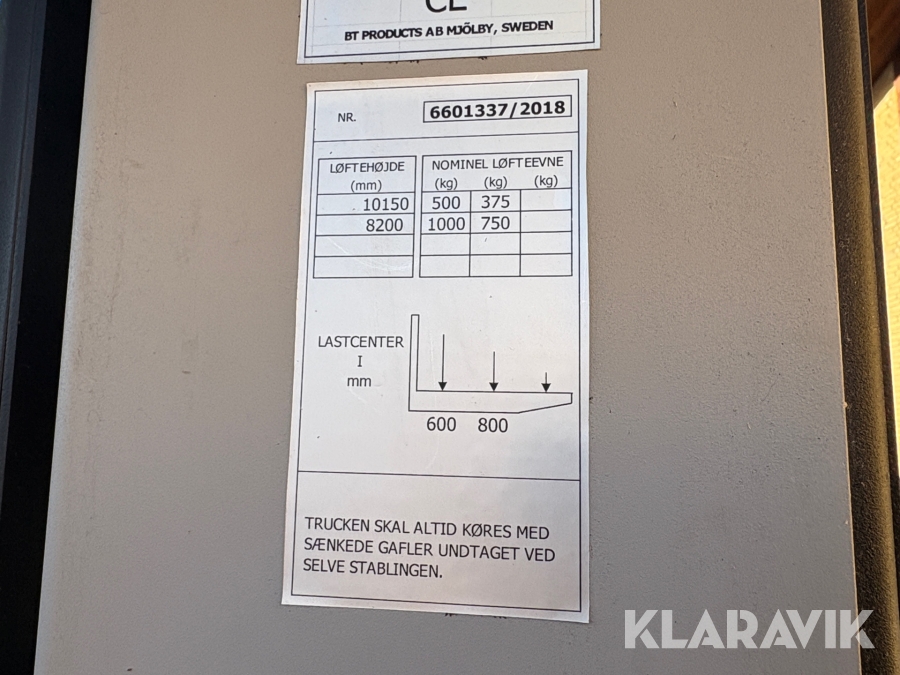 CE
BT PRODUCTS AB MJÖLBY, SWEDEN
NR. 6601337/2018
LØFTEHØJDE NOMINEL LØFTEEVNE
(mm) (kg) (kg) (kg)
10150 500 375
8200 1000 750
LASTCENTER
I
mm
600 800
TRUCKEN SKAL ALTID KØRES MED
SÆNKEDE GAFLER UNDTAGET VED
SELVE STABLINGEN.
KLARAVIK